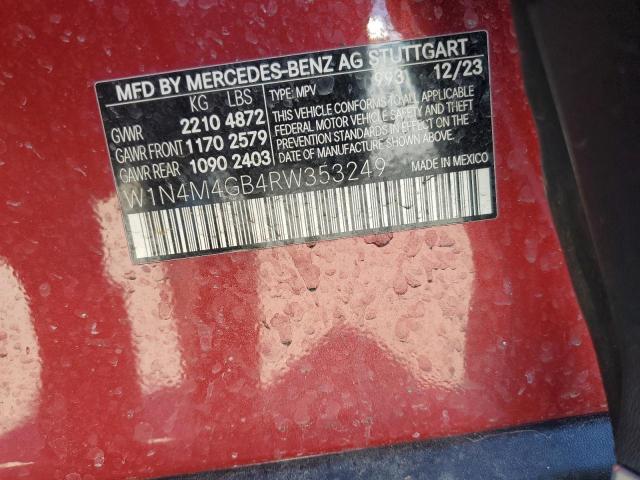 MFD BY MERCEDES-BENZ AG STUTTGART
KG LBS TYPE: MPV 993 12/23
GVWR 2210 4872 THIS VEHICLE CONFORMS TO ALL APPLICABLE
GAWR FRONT 1170 2579 FEDERAL MOTOR VEHICLE SAFETY AND THEFT
GAWR REAR 1090 2403 PREVENTION STANDARDS IN EFFECT ON THE
DATE OF MANUFACTURE SHOWN ABOVE.
W1N4M4GB4RW353249 MADE IN MEXICO